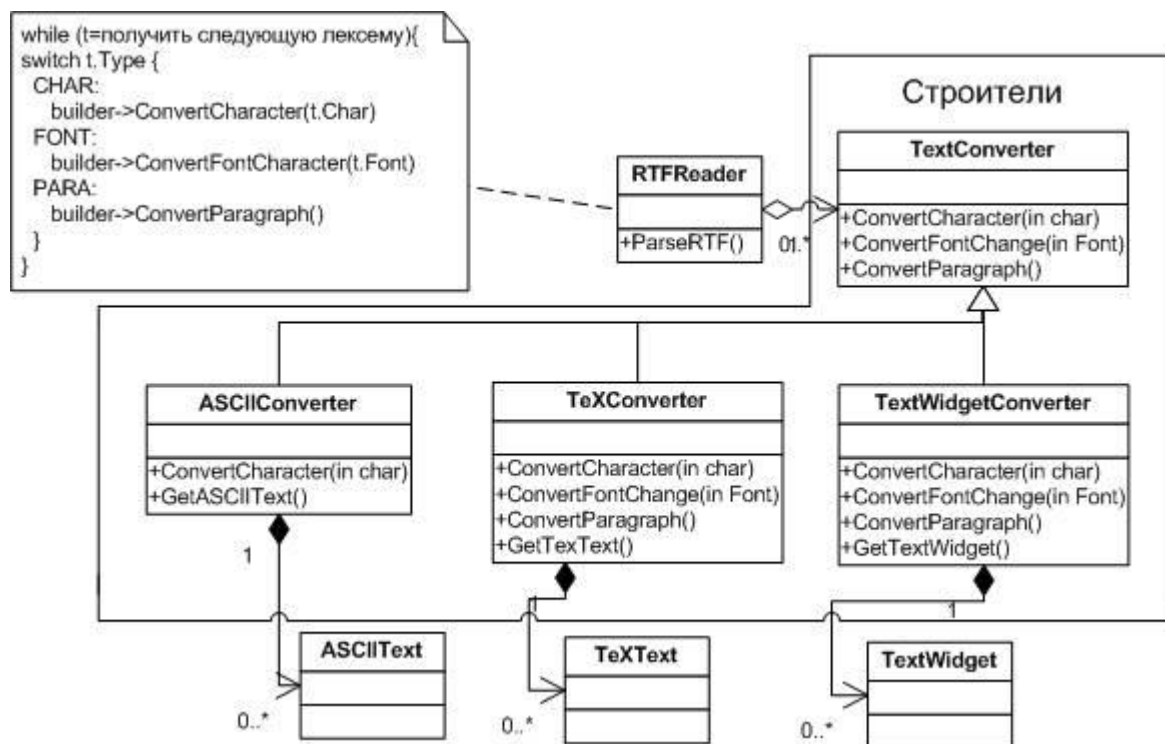 while (t=получить следующую лексему){
switch t.Type {
CHAR:
builder->ConvertCharacter(t.Char)
FONT:
builder->ConvertFontCharacter(t.Font)
PARA:
builder->ConvertParagraph()
}
}
Строители
TextConverter
+ConvertCharacter(in char)
+ConvertFontChange(in Font)
+ConvertParagraph()
RTFReader
+ParseRTF()
ASCIIConverter
+ConvertCharacter(in char)
+GetASCIIText()
1
TeXConverter
+ConvertCharacter(in char)
+ConvertFontChange(in Font)
+ConvertParagraph()
+GetTexText()
1
TextWidgetConverter
+ConvertCharacter(in char)
+ConvertFontChange(in Font)
+ConvertParagraph()
+GetTextWidget()
1
ASCIIText
0..*
TeXText
0..*
TextWidget
0..*